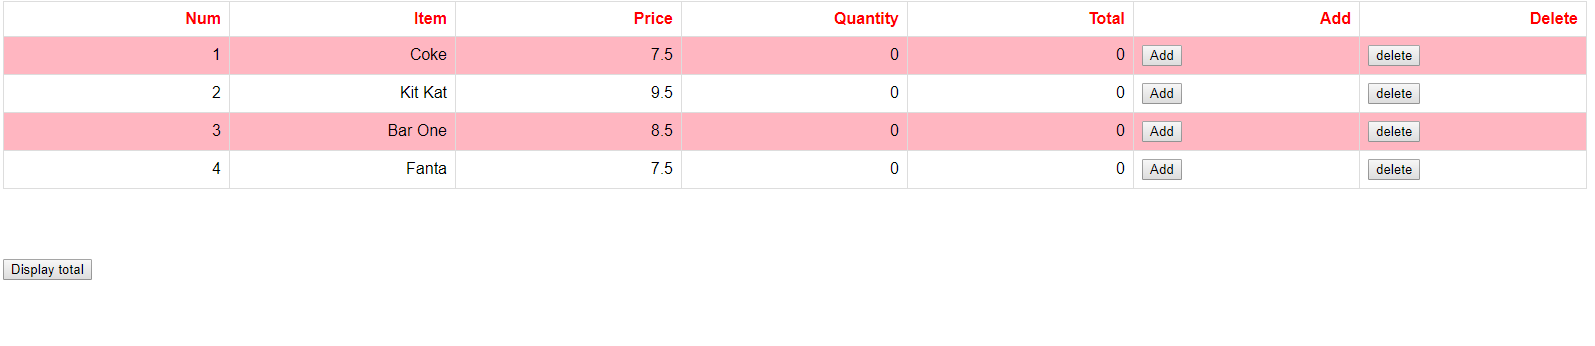 Num Item Price Quantity Total Add Delete
1 Coke 7.5 0 0 Add delete
2 Kit Kat 9.5 0 0 Add delete
3 Bar One 8.5 0 0 Add delete
4 Fanta 7.5 0 0 Add delete
Display total